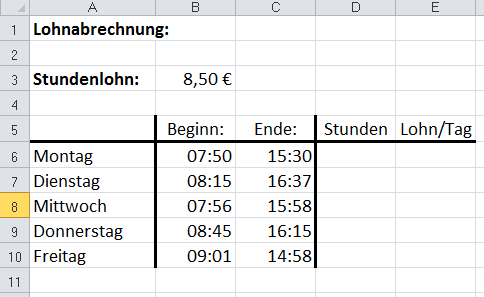 A B C D E
1 Lohnabrechnung:
2
3 Stundenlohn: 8,50 €
4
5 Beginn: Ende: Stunden Lohn/Tag
6 Montag 07:50 15:30
7 Dienstag 08:15 16:37
8 Mittwoch 07:56 15:58
9 Donnerstag 08:45 16:15
10 Freitag 09:01 14:58
11